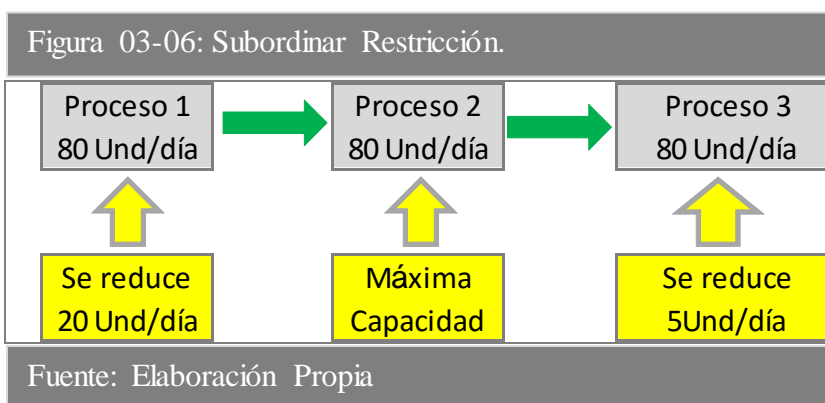 Figura 03-06: Subordinar Restricción.
Proceso 1
80 Und/día
Proceso 2
80 Und/día
Proceso 3
80 Und/día
Se reduce
20 Und/día
Máxima
Capacidad
Se reduce
5Und/día
Fuente: Elaboración Propia